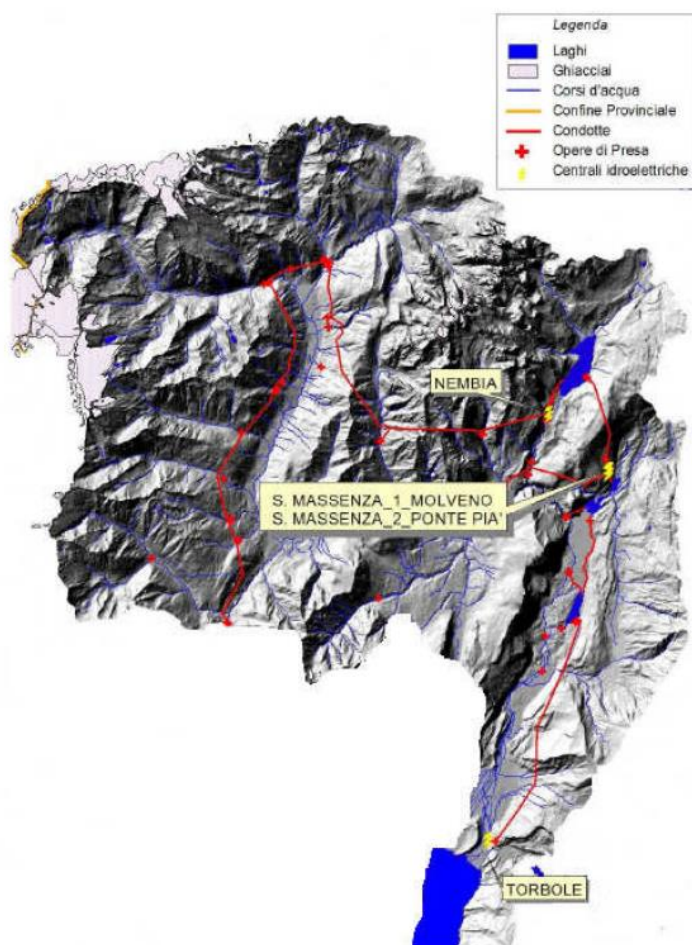 Legenda
Laghi
Ghiacciai
Corsi d'acqua
Confine Provinciale
Condotte
Opere di Presa
Centrali idroelettriche
NEMBIA
S. MASSENZA_1_MOLVENO
S. MASSENZA_2_PONTE PIA'
TORBOLE